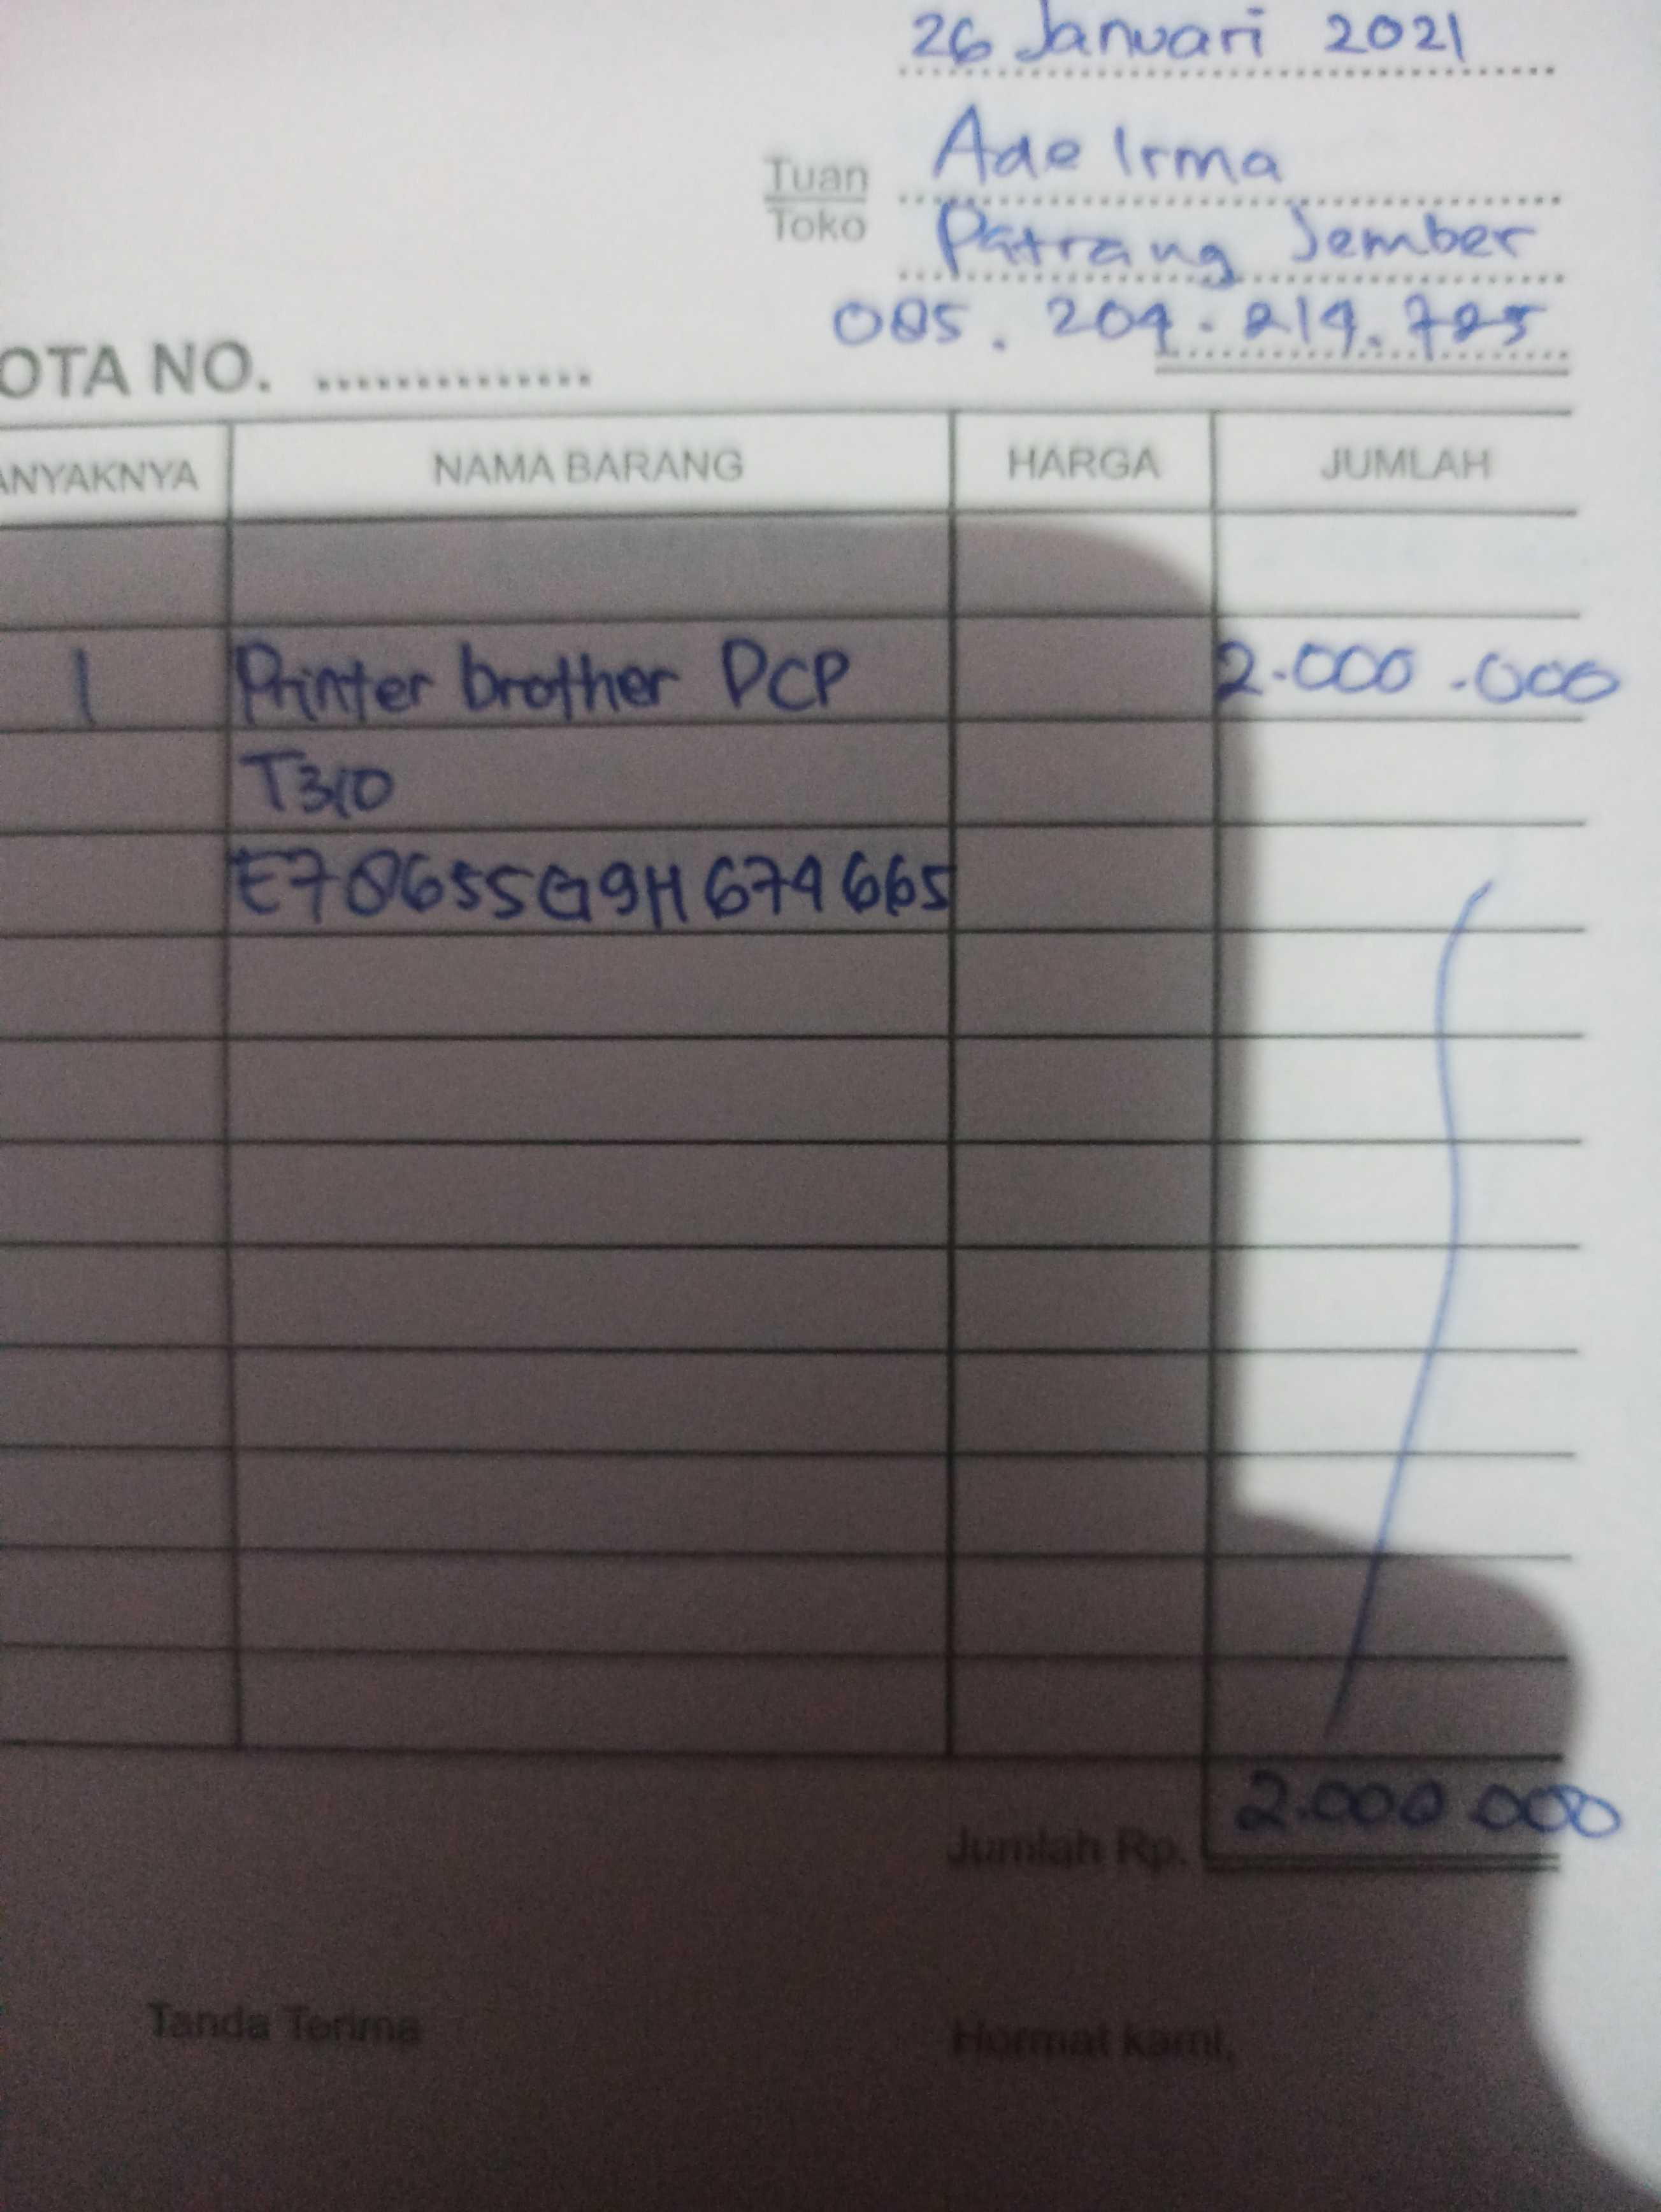 26 Januari 2021
Tuan Ade Irma
Toko Patrang Jember
085. 204. 214. 725
OTA NO. ..............
ANYAKNYA NAMA BARANG HARGA JUMLAH
1 Printer brother DCP 2.000.000
T310
E78655G9H674665
Jumlah Rp. 2.000.000
Tanda Terima Hormat kami,